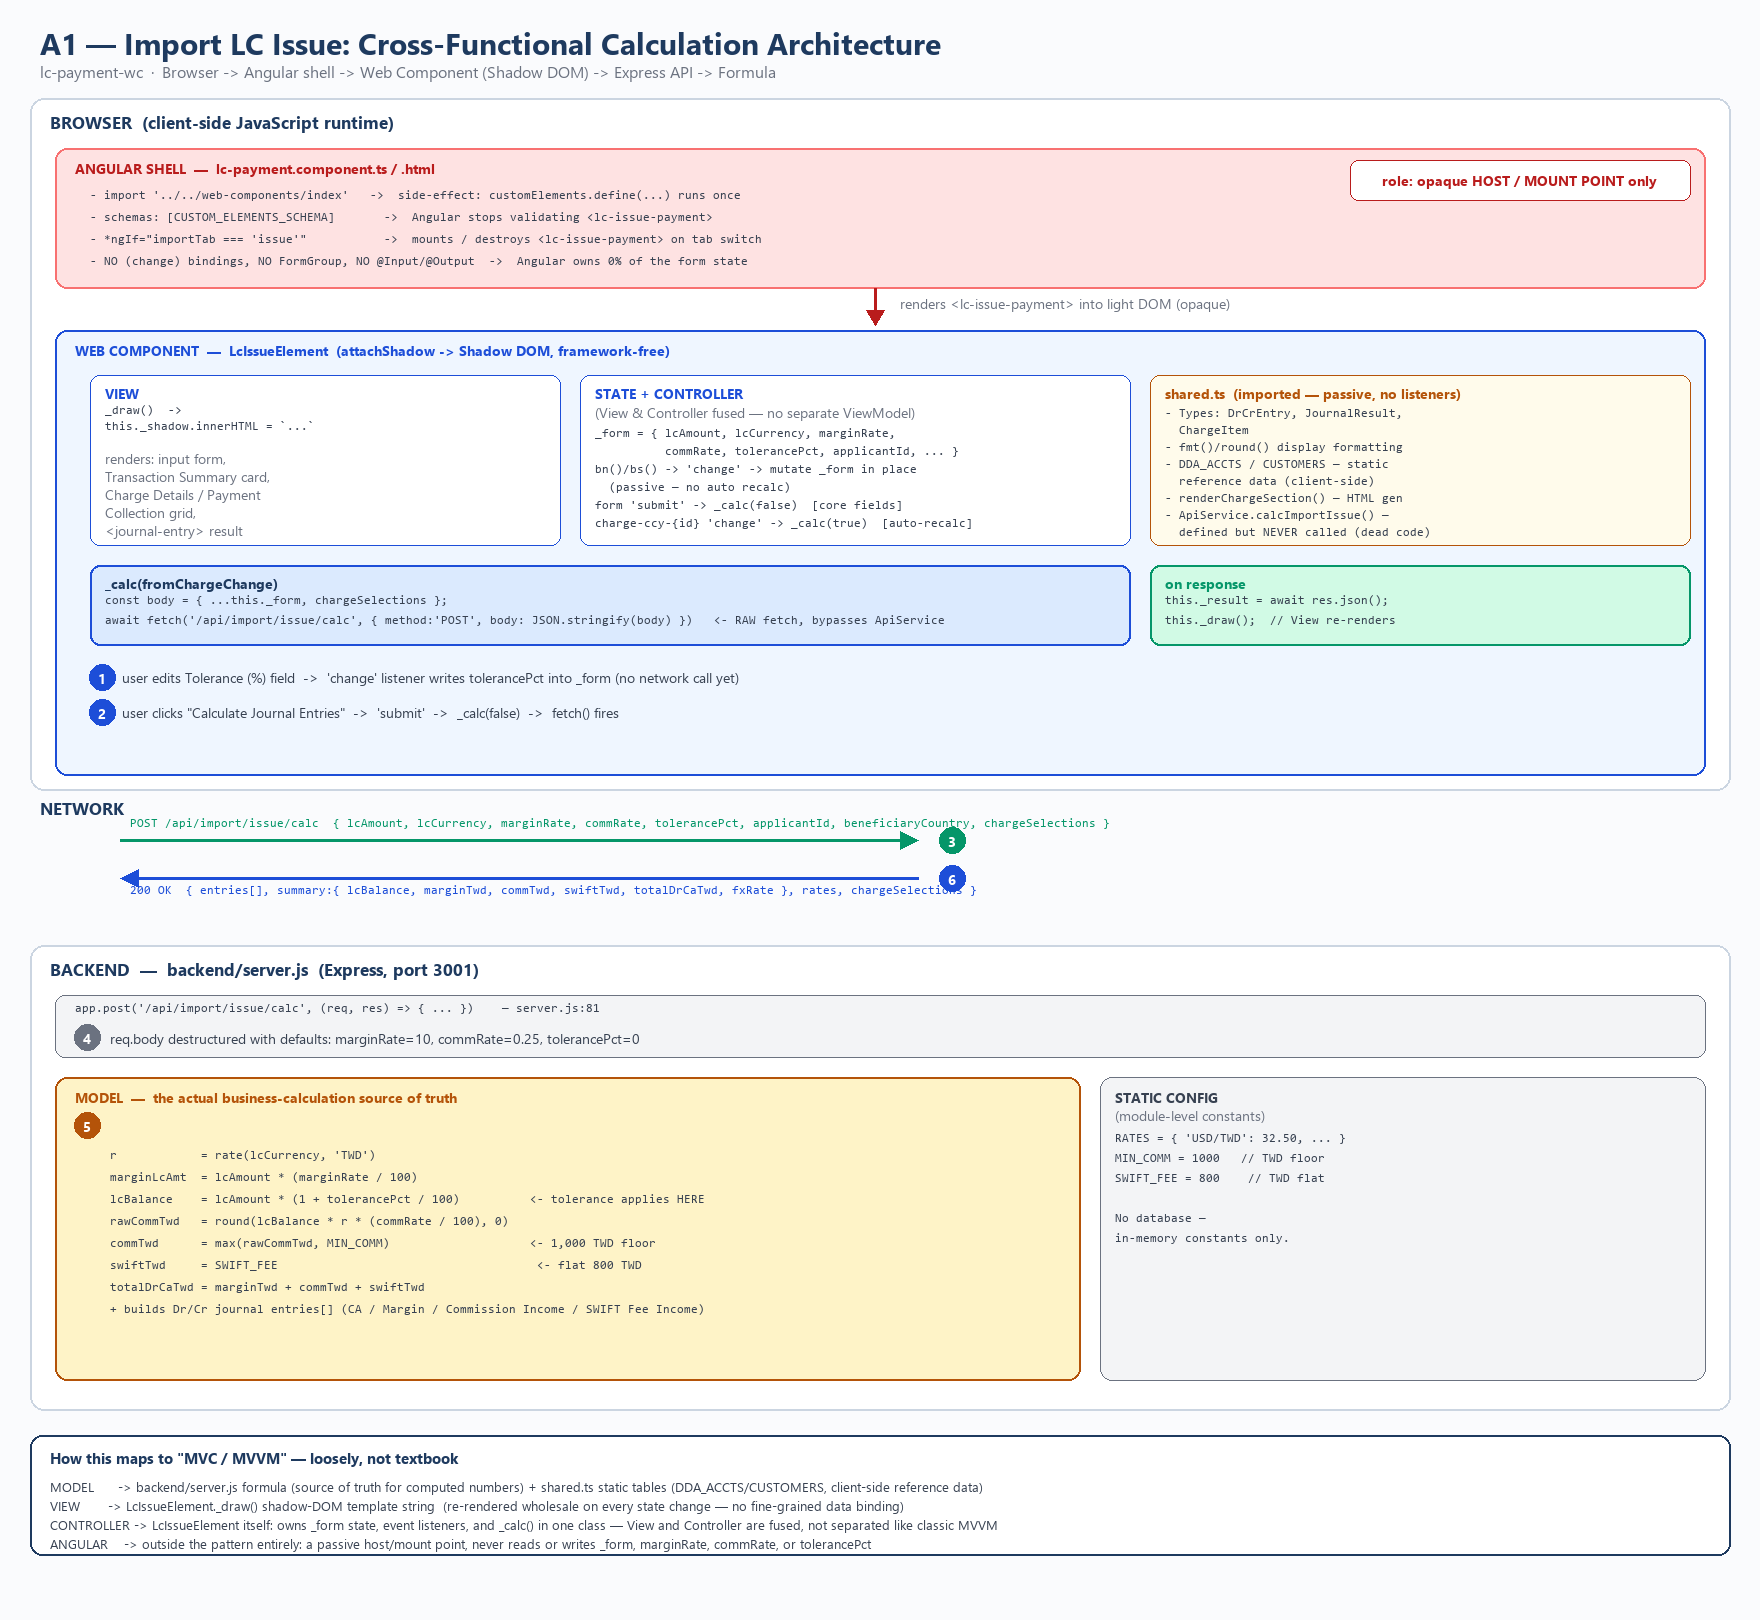 A1 — Import LC Issue: Cross-Functional Calculation Architecture
lc-payment-wc · Browser -> Angular shell -> Web Component (Shadow DOM) -> Express API -> Formula
BROWSER (client-side JavaScript runtime)
ANGULAR SHELL — lc-payment.component.ts / .html
role: opaque HOST / MOUNT POINT only
- import '../../web-components/index' -> side-effect: customElements.define(...) runs once
- schemas: [CUSTOM_ELEMENTS_SCHEMA] -> Angular stops validating <lc-issue-payment>
- *ngIf="importTab === 'issue'" -> mounts / destroys <lc-issue-payment> on tab switch
- NO (change) bindings, NO FormGroup, NO @Input/@Output -> Angular owns 0% of the form state
renders <lc-issue-payment> into light DOM (opaque)
WEB COMPONENT — LcIssueElement (attachShadow -> Shadow DOM, framework-free)
VIEW
_draw() ->
this._shadow.innerHTML = `...`
renders: input form,
Transaction Summary card,
Charge Details / Payment
Collection grid,
<journal-entry> result
STATE + CONTROLLER
(View & Controller fused — no separate ViewModel)
_form = { lcAmount, lcCurrency, marginRate,
commRate, tolerancePct, applicantId, ... }
bn()/bs() -> 'change' -> mutate _form in place
(passive — no auto recalc)
form 'submit' -> _calc(false) [core fields]
charge-ccy-{id} 'change' -> _calc(true) [auto-recalc]
shared.ts (imported — passive, no listeners)
- Types: DrCrEntry, JournalResult,
ChargeItem
- fmt()/round() display formatting
- DDA_ACCTS / CUSTOMERS — static
reference data (client-side)
- renderChargeSection() — HTML gen
- ApiService.calcImportIssue() —
defined but NEVER called (dead code)
_calc(fromChargeChange)
const body = { ...this._form, chargeSelections };
await fetch('/api/import/issue/calc', { method:'POST', body: JSON.stringify(body) }) <- RAW fetch, bypasses ApiService
on response
this._result = await res.json();
this._draw(); // View re-renders
1 user edits Tolerance (%) field -> 'change' listener writes tolerancePct into _form (no network call yet)
2 user clicks "Calculate Journal Entries" -> 'submit' -> _calc(false) -> fetch() fires
NETWORK
POST /api/import/issue/calc { lcAmount, lcCurrency, marginRate, commRate, tolerancePct, applicantId, beneficiaryCountry, chargeSelections }
3
6
200 OK { entries[], summary:{ lcBalance, marginTwd, commTwd, swiftTwd, totalDrCaTwd, fxRate }, rates, chargeSelections }
BACKEND — backend/server.js (Express, port 3001)
app.post('/api/import/issue/calc', (req, res) => { ... }) — server.js:81
4 req.body destructured with defaults: marginRate=10, commRate=0.25, tolerancePct=0
MODEL — the actual business-calculation source of truth
5
r = rate(lcCurrency, 'TWD')
marginLcAmt = lcAmount * (marginRate / 100)
lcBalance = lcAmount * (1 + tolerancePct / 100) <- tolerance applies HERE
rawCommTwd = round(lcBalance * r * (commRate / 100), 0)
commTwd = max(rawCommTwd, MIN_COMM) <- 1,000 TWD floor
swiftTwd = SWIFT_FEE <- flat 800 TWD
totalDrCaTwd = marginTwd + commTwd + swiftTwd
+ builds Dr/Cr journal entries[] (CA / Margin / Commission Income / SWIFT Fee Income)
STATIC CONFIG
(module-level constants)
RATES = { 'USD/TWD': 32.50, ... }
MIN_COMM = 1000 // TWD floor
SWIFT_FEE = 800 // TWD flat
No database —
in-memory constants only.
How this maps to "MVC / MVVM" — loosely, not textbook
MODEL -> backend/server.js formula (source of truth for computed numbers) + shared.ts static tables (DDA_ACCTS/CUSTOMERS, client-side reference data)
VIEW -> LcIssueElement._draw() shadow-DOM template string (re-rendered wholesale on every state change — no fine-grained data binding)
CONTROLLER -> LcIssueElement itself: owns _form state, event listeners, and _calc() in one class — View and Controller are fused, not separated like classic MVVM
ANGULAR -> outside the pattern entirely: a passive host/mount point, never reads or writes _form, marginRate, commRate, or tolerancePct